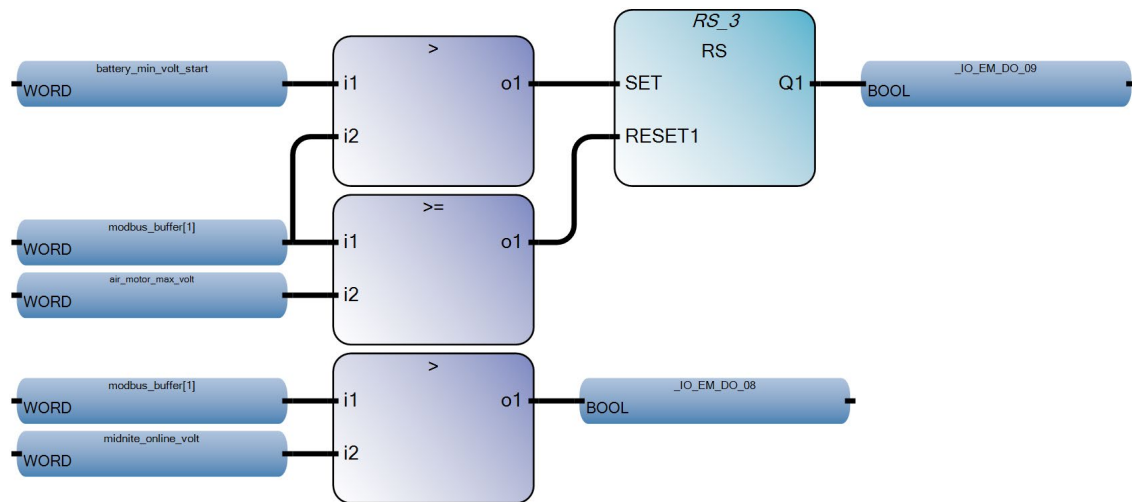 RS_3
RS
>
battery_min_volt_start
WORD
i1
o1
SET
Q1
_IO_EM_DO_09
BOOL
i2
RESET1
>=
modbus_buffer[1]
WORD
i1
o1
air_motor_max_volt
WORD
i2
>
modbus_buffer[1]
WORD
i1
o1
_IO_EM_DO_08
BOOL
midnite_online_volt
WORD
i2